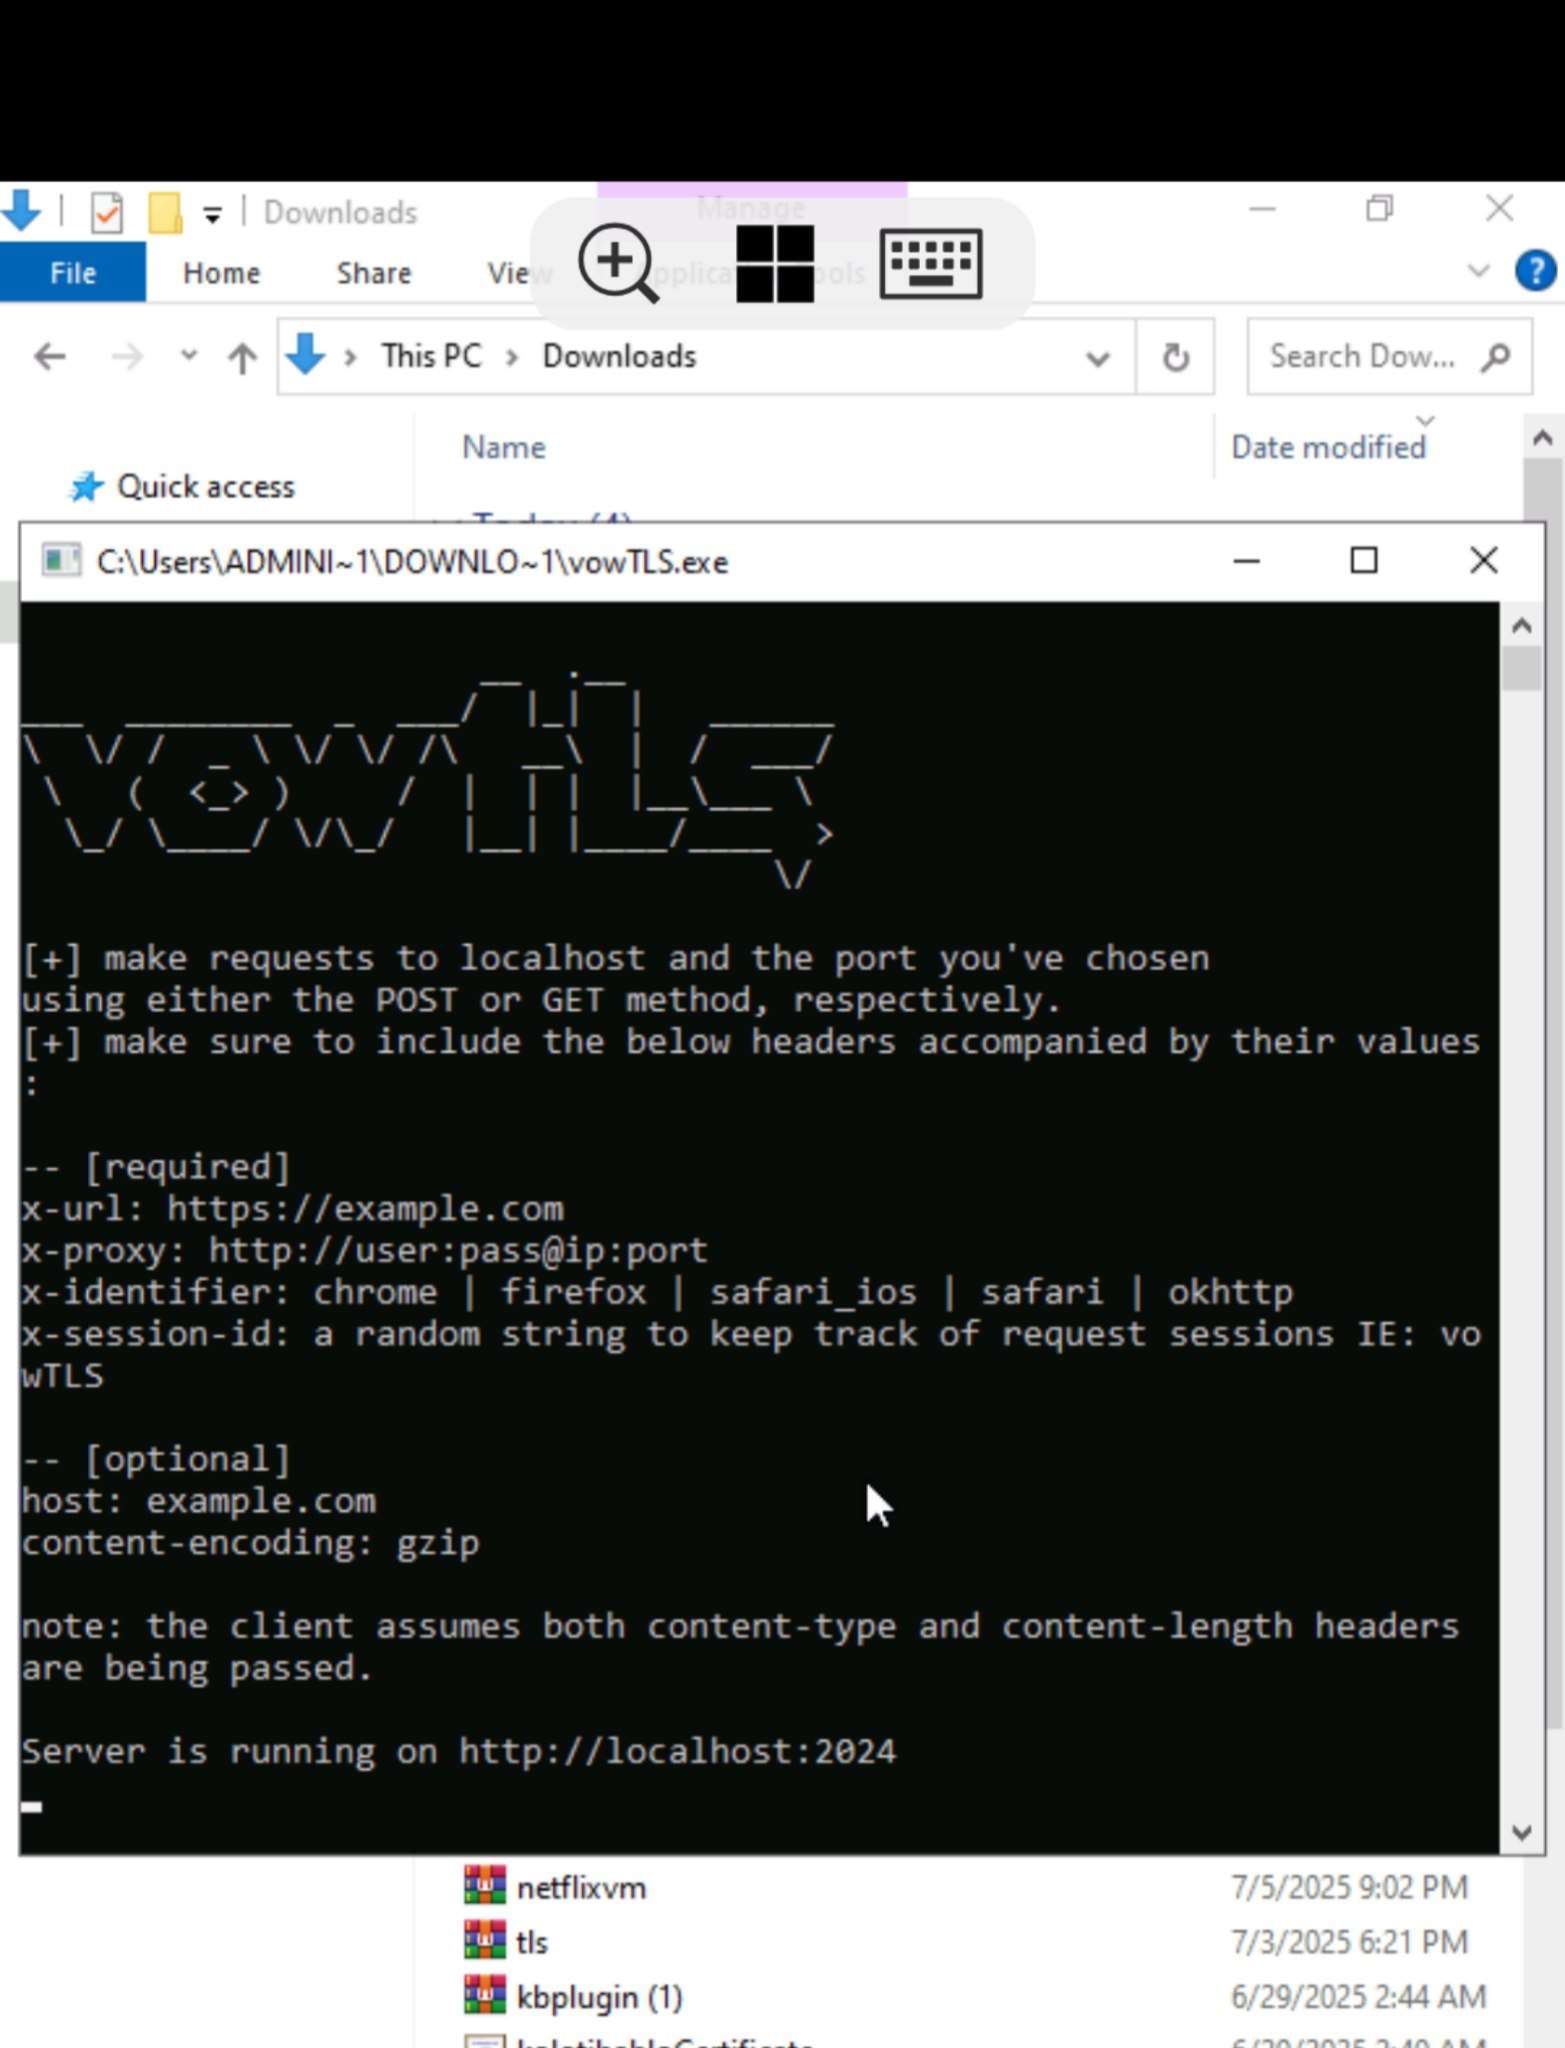 Downloads
Manage
File Home Share View Application Tools
This PC > Downloads
Search Dow...
Name Date modified
Quick access
Today (4)
C:\Users\ADMINI~1\DOWNLO~1\vowTLS.exe
[+] make requests to localhost and the port you've chosen
using either the POST or GET method, respectively.
[+] make sure to include the below headers accompanied by their values
:
-- [required]
x-url: https://example.com
x-proxy: http://user:pass@ip:port
x-identifier: chrome | firefox | safari_ios | safari | okhttp
x-session-id: a random string to keep track of request sessions IE: vo
wTLS
-- [optional]
host: example.com
content-encoding: gzip
note: the client assumes both content-type and content-length headers
are being passed.
Server is running on http://localhost:2024
netflixvm 7/5/2025 9:02 PM
tls 7/3/2025 6:21 PM
kbplugin (1) 6/29/2025 2:44 AM